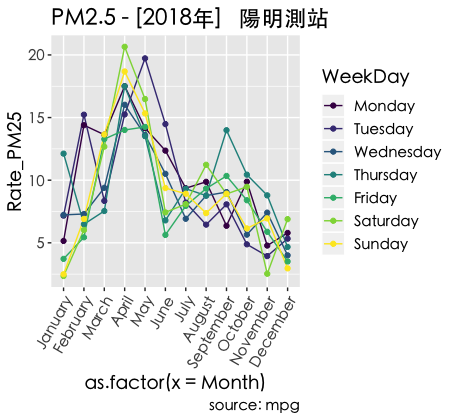 PM2.5 - [2018年] 陽明測站
Rate_PM25
20
15
10
5
January
February
March
April
May
June
July
August
September
October
November
December
as.factor(x = Month)
source: mpg
WeekDay
Monday
Tuesday
Wednesday
Thursday
Friday
Saturday
Sunday